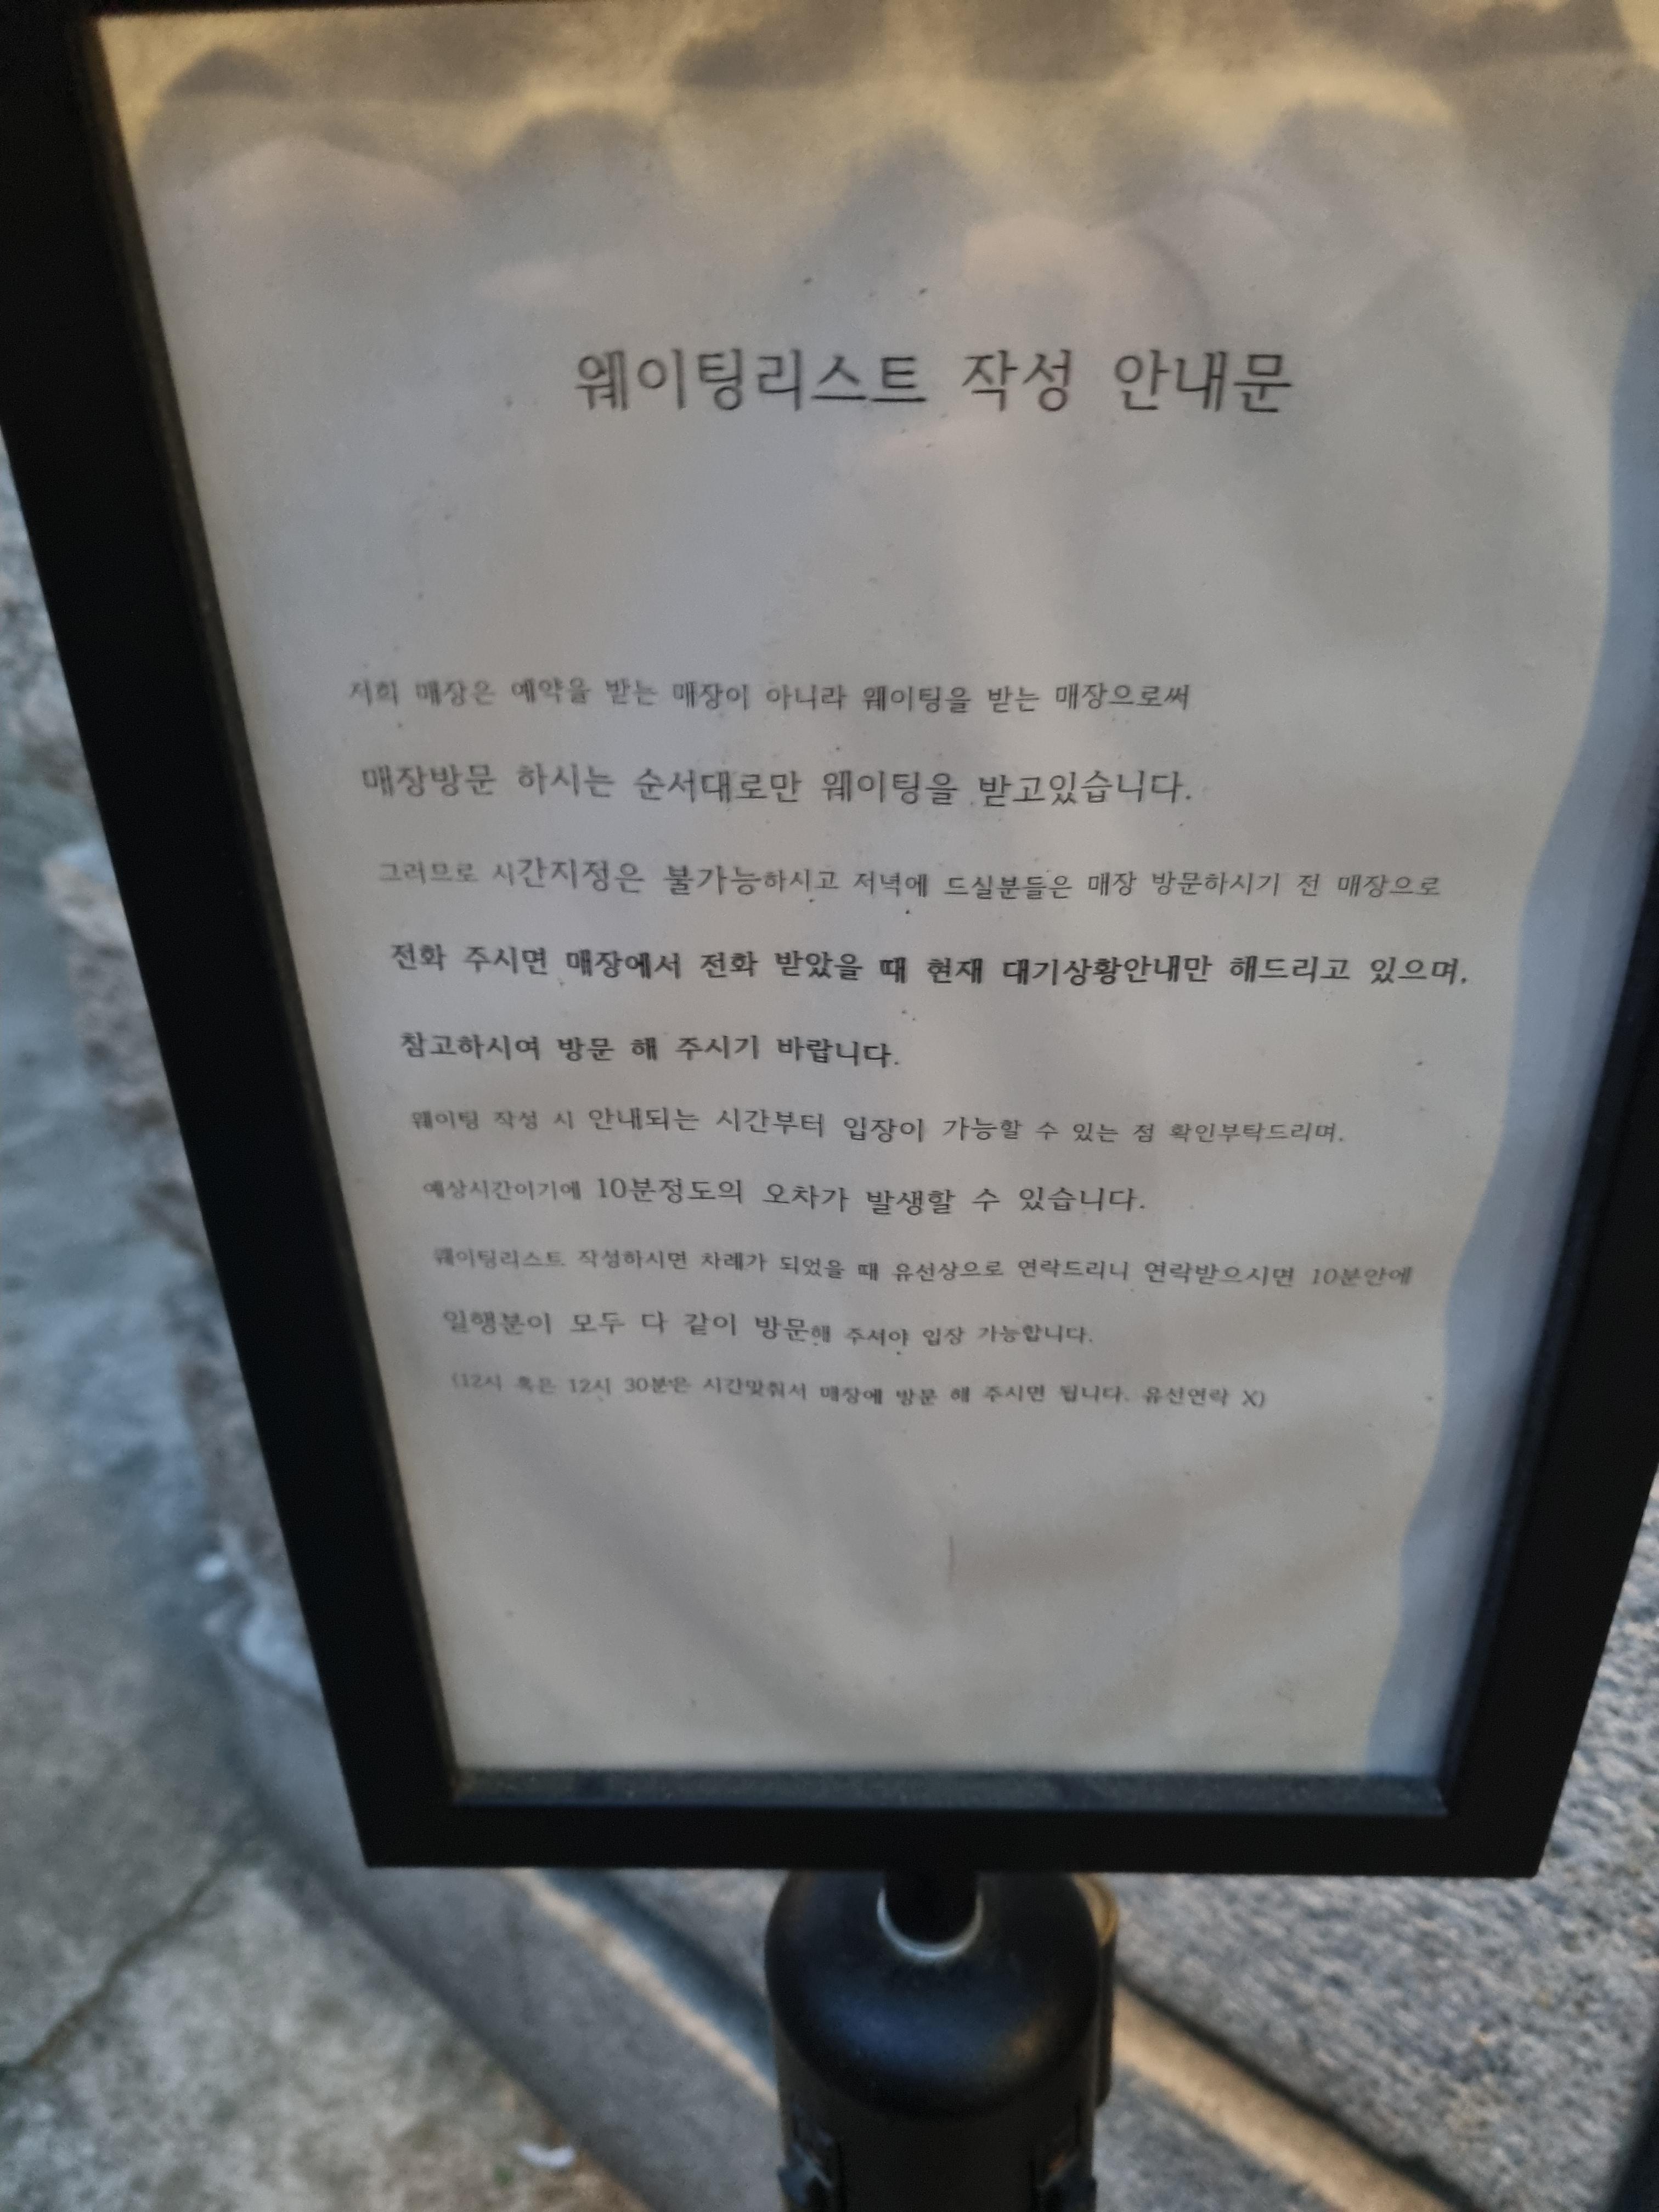 웨이팅리스트 작성 안내문
저희 매장은 예약을 받는 매장이 아니라 웨이팅을 받는 매장으로써
매장방문 하시는 순서대로만 웨이팅을 받고있습니다.
그러므로 시간지정은 불가능하시고 저녁에 드실분들은 매장 방문하시기 전 매장으로
전화 주시면 매장에서 전화 받았을 때 현재 대기상황안내만 해드리고 있으며,
참고하시여 방문 해 주시기 바랍니다.
웨이팅 작성 시 안내되는 시간부터 입장이 가능할 수 있는 점 확인부탁드리며,
예상시간이기에 10분정도의 오차가 발생할 수 있습니다.
웨이팅리스트 작성하시면 차례가 되었을 때 유선상으로 연락드리니 연락받으시면 10분안에
일행분이 모두 다 같이 방문해 주셔야 입장 가능합니다.
(12시 혹은 12시 30분은 시간맞춰서 매장에 방문 해 주시면 됩니다. 유선연락 X)